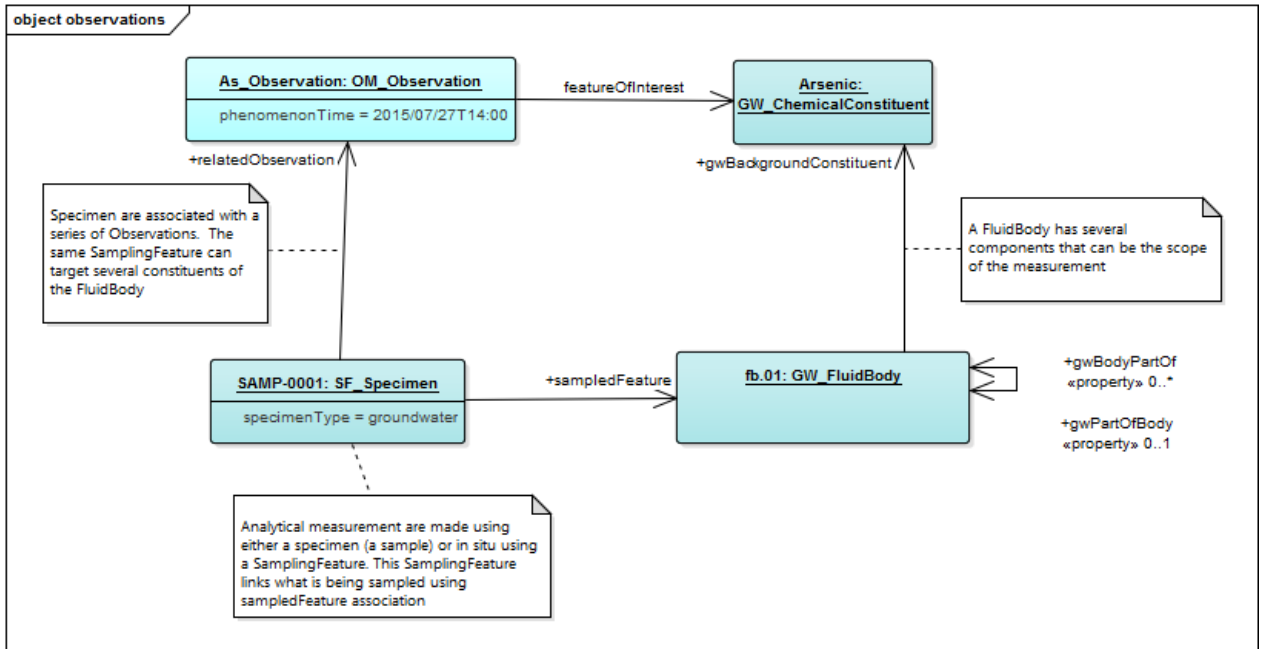 object observations
As_Observation: OM_Observation
phenomenonTime = 2015/07/27T14:00
featureOfInterest
Arsenic:
GW_ChemicalConstituent
+relatedObservation
+gwBackgroundConstituent
Specimen are associated with a
series of Observations.  The
same SamplingFeature can
target several constituents of
the FluidBody
A FluidBody has several
components that can be the scope
of the measurement
SAMP-0001: SF_Specimen
specimenType = groundwater
+sampledFeature
fb.01: GW_FluidBody
+gwBodyPartOf
«property» 0..*
+gwPartOfBody
«property» 0..1
Analytical measurement are made using
either a specimen (a sample) or in situ using
a SamplingFeature. This SamplingFeature
links what is being sampled using
sampledFeature association